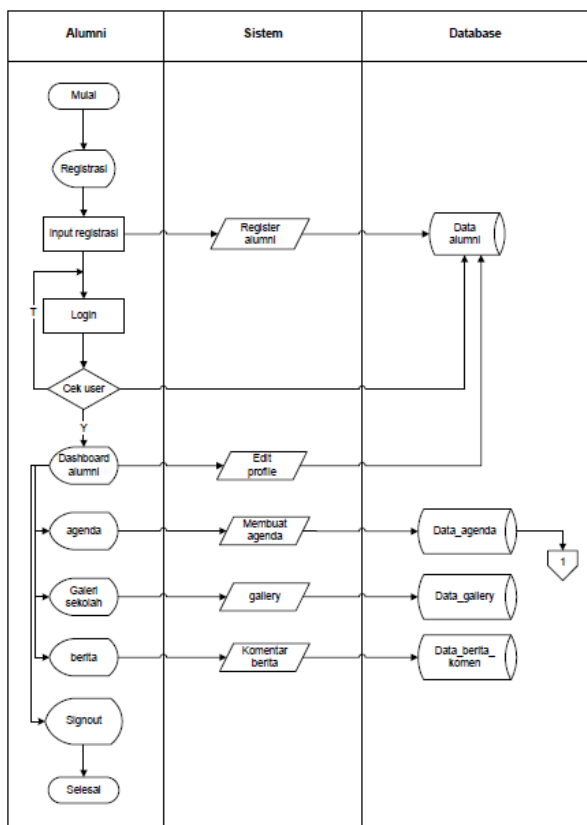 Alumni
Sistem
Database
Mulai
Registrasi
Input registrasi
Register
alumni
Data
alumni
T
Login
Cek user
Y
Dashboard
alumni
Edit
profile
agenda
Membuat
agenda
Data_agenda
1
Galeri
sekolah
gallery
Data_gallery
berita
Komentar
berita
Data_berita_
komen
Signout
Selesai